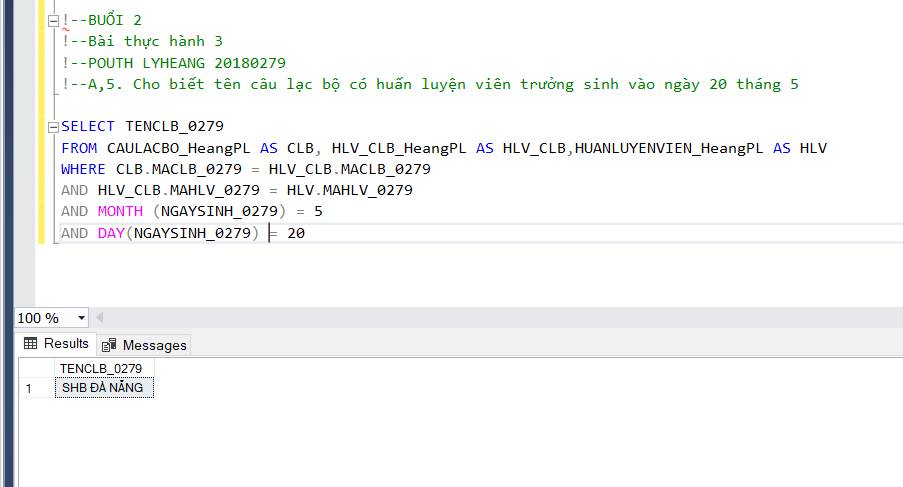 !--BUỔI 2
!--Bài thực hành 3
!--POUTH LYHEANG 20180279
!--A,5. Cho biết tên câu lạc bộ có huấn luyện viên trưởng sinh vào ngày 20 tháng 5
SELECT TENCLB_0279
FROM CAULACBO_HeangPL AS CLB, HLV_CLB_HeangPL AS HLV_CLB,HUANLUYENVIEN_HeangPL AS HLV
WHERE CLB.MACLB_0279 = HLV_CLB.MACLB_0279
AND HLV_CLB.MAHLV_0279 = HLV.MAHLV_0279
AND MONTH (NGAYSINH_0279) = 5
AND DAY(NGAYSINH_0279) = 20
100 %
Results Messages
TENCLB_0279
1 SHB ĐÀ NẴNG